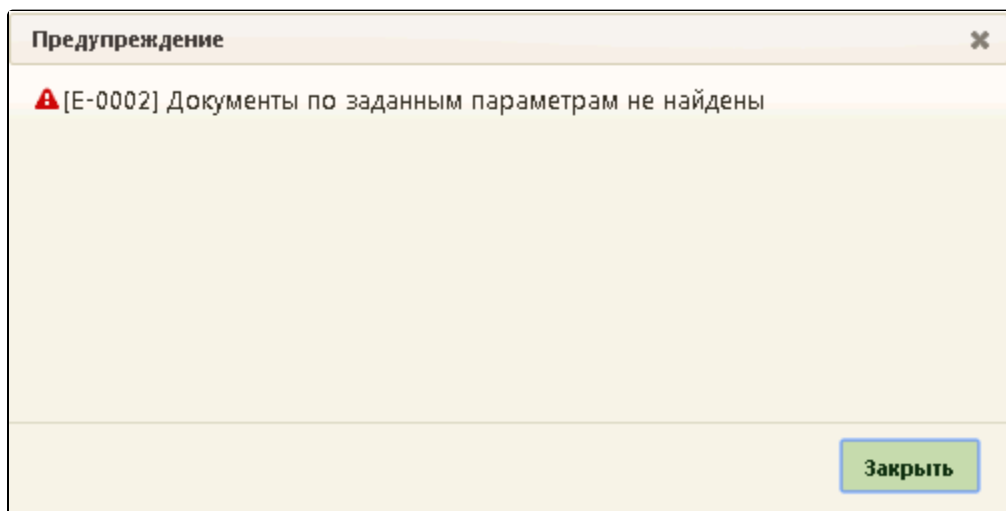 Предупреждение
[E-0002] Документы по заданным параметрам не найдены
Закрыть